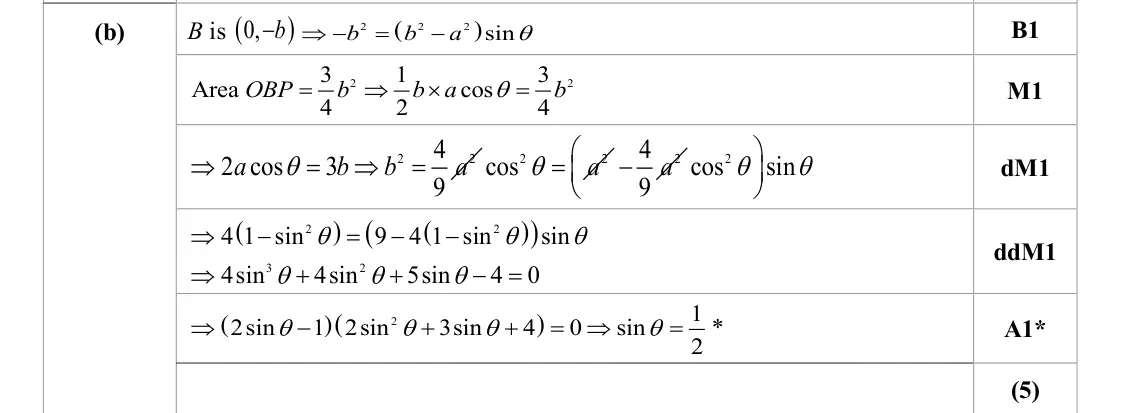 (b) B is (0,−b) ⇒ −b² = (b² − a²) sin θ B1
Area OBP = 3/4 b² ⇒ 1/2 b × a cos θ = 3/4 b² M1
⇒ 2a cos θ = 3b ⇒ b² = 4/9 a² cos² θ = (a² − 4/9 a² cos² θ) sin θ dM1
⇒ 4(1 − sin² θ) = (9 − 4(1 − sin² θ)) sin θ
⇒ 4 sin³ θ + 4 sin² θ + 5 sin θ − 4 = 0
ddM1
⇒ (2 sin θ − 1)(2 sin² θ + 3 sin θ + 4) = 0 ⇒ sin θ = 1/2 * A1*
(5)